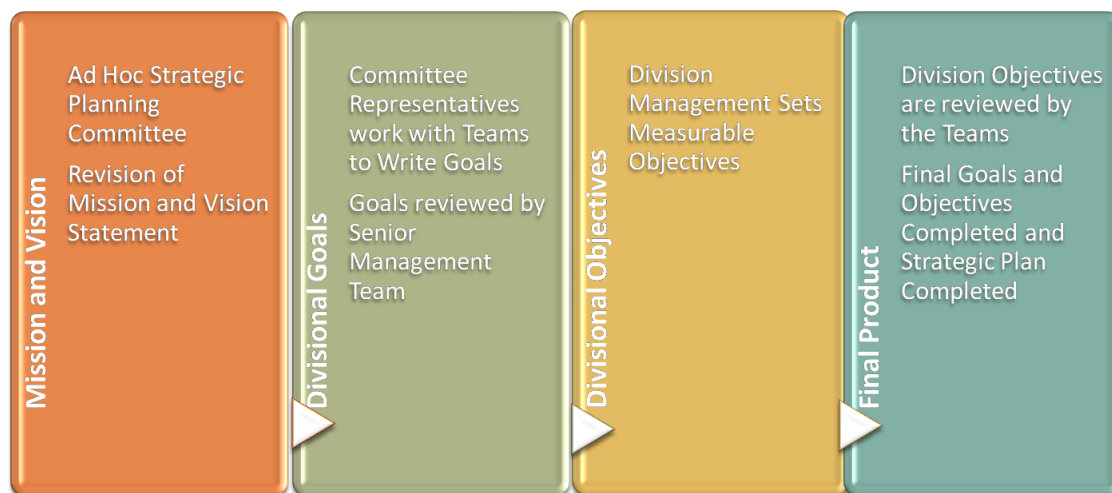 Mission and Vision
Ad Hoc Strategic
Planning
Committee
Revision of
Mission and Vision
Statement
Divisional Goals
Committee
Representatives
work with Teams
to Write Goals
Goals reviewed by
Senior
Management
Team
Divisional Objectives
Division
Management Sets
Measurable
Objectives
Final Product
Division Objectives
are reviewed by
the Teams
Final Goals and
Objectives
Completed and
Strategic Plan
Completed